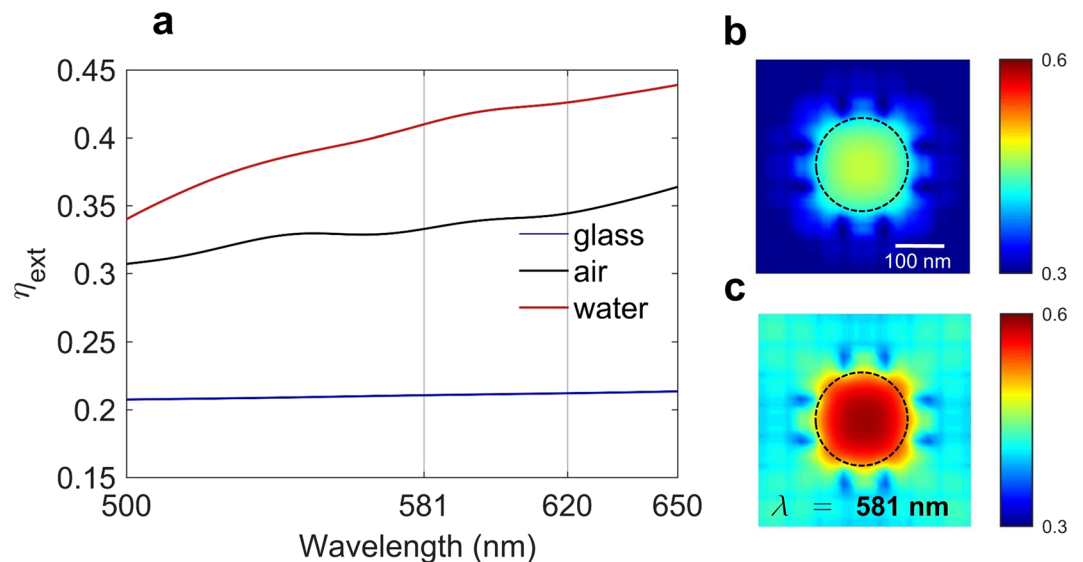 a
0.45
0.4
0.35
0.3
0.25
0.2
0.15
η_ext
glass
air
water
500
581
620
650
Wavelength (nm)
b
100 nm
0.6
0.3
c
λ = 581 nm
0.6
0.3